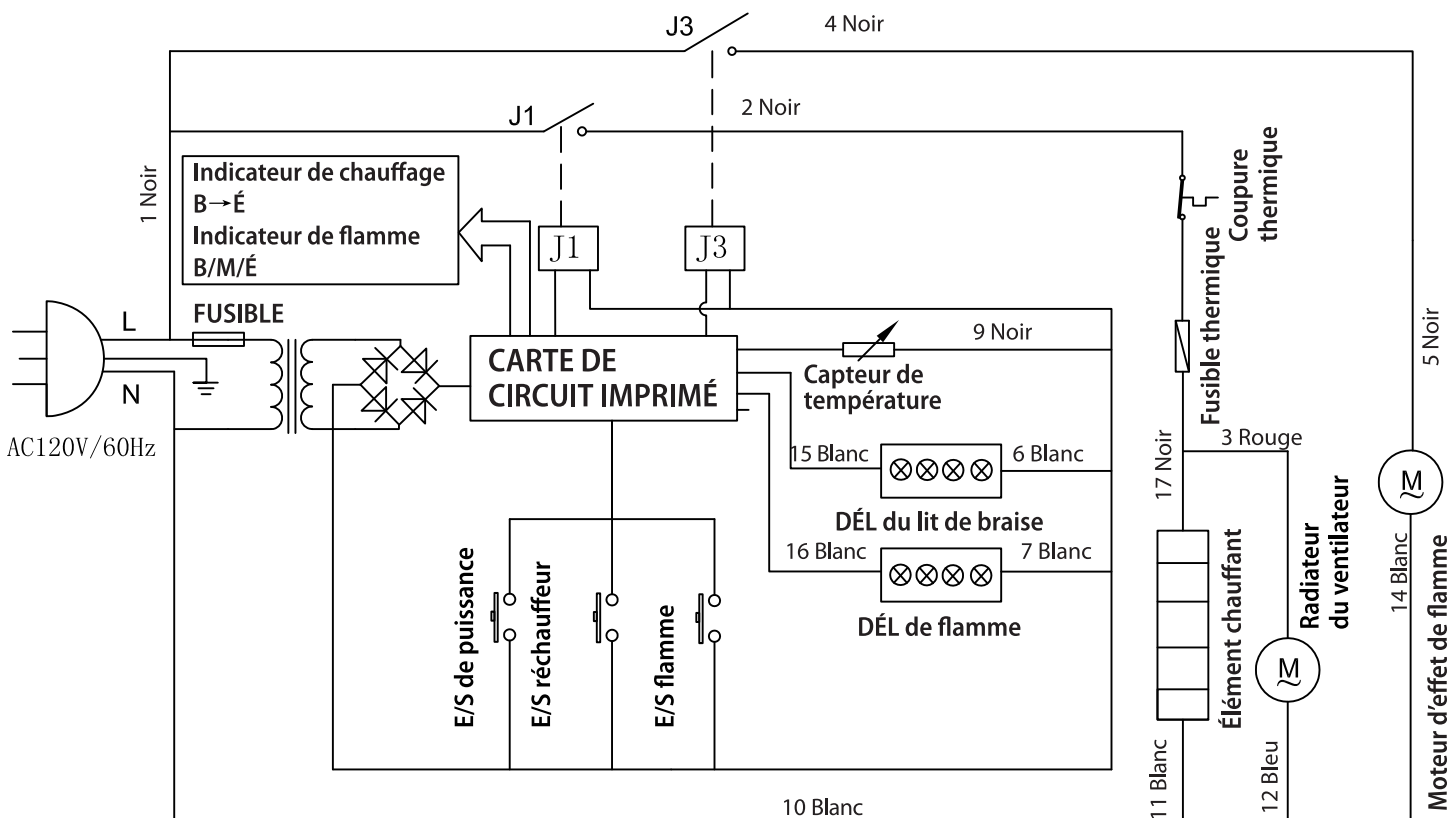 J3
4 Noir
J1
2 Noir
1 Noir
Indicateur de chauffage
B→É
Indicateur de flamme
B/M/É
J1
J3
Coupure
thermique
L
FUSIBLE
N
AC120V/60Hz
CARTE DE
CIRCUIT IMPRIMÉ
9 Noir
Capteur de
température
Fusible thermique
5 Noir
15 Blanc
6 Blanc
DÉL du lit de braise
16 Blanc
7 Blanc
DÉL de flamme
17 Noir
3 Rouge
M
~
E/S de puissance
E/S réchauffeur
E/S flamme
Élément chauffant
Radiateur
du ventilateur
M
~
14 Blanc
Moteur d'effet de flamme
11 Blanc
12 Bleu
10 Blanc